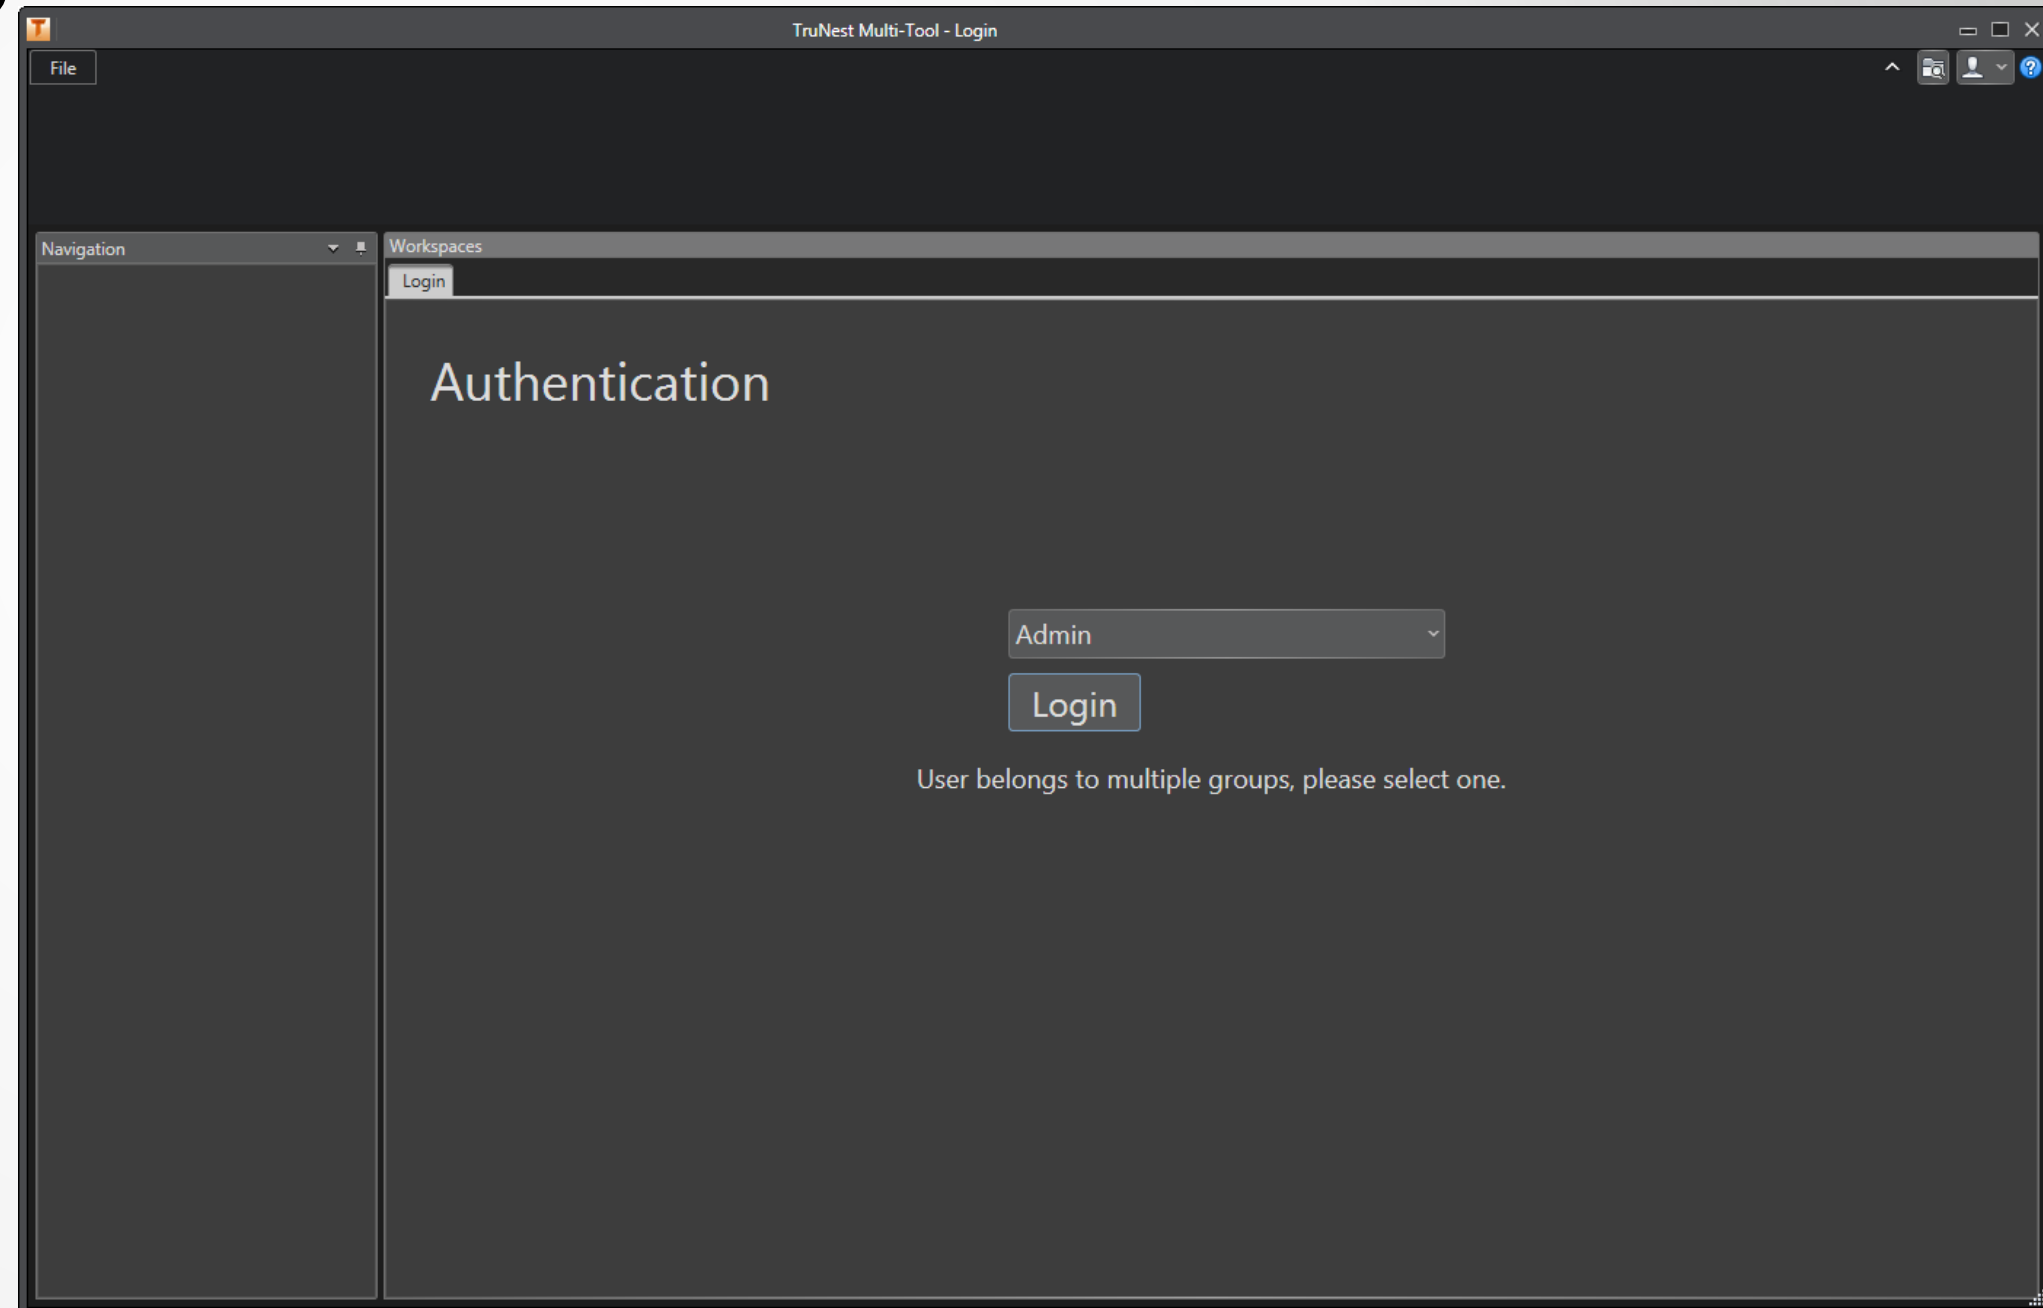 TruNest Multi-Tool - Login
File
Navigation
Workspaces
Login
Authentication
Admin
Login
User belongs to multiple groups, please select one.